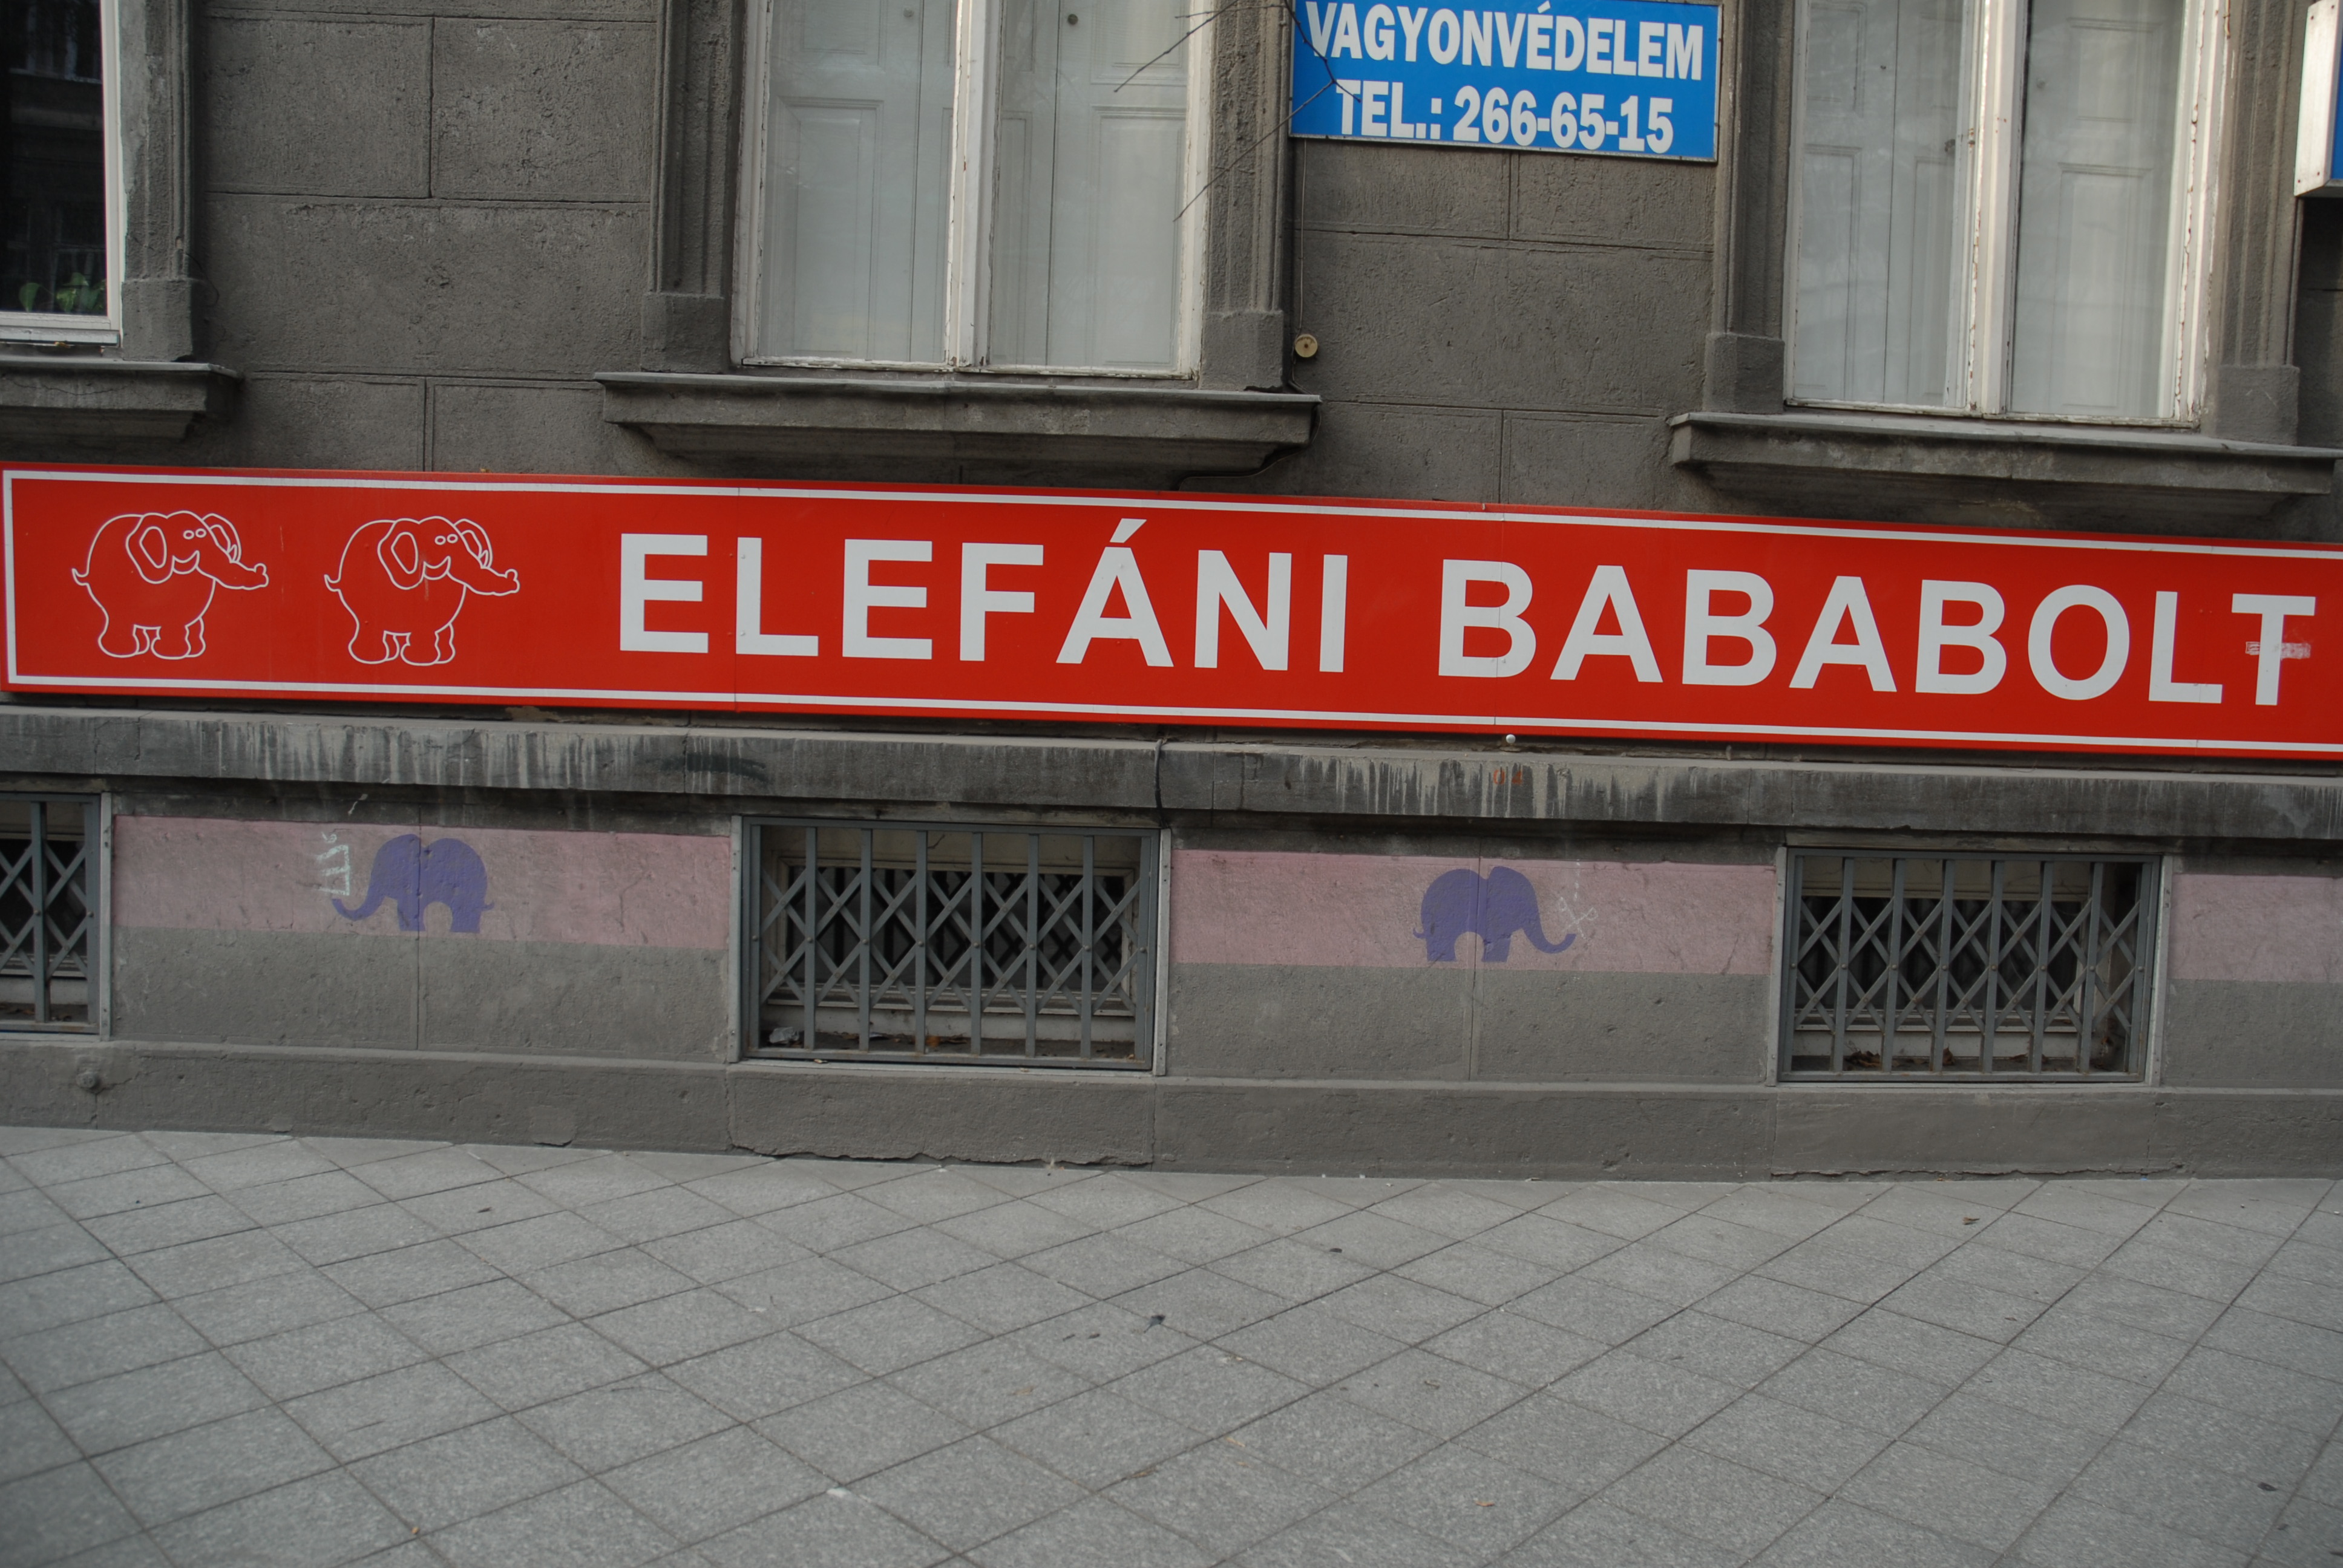 VAGYONVÉDELEM
TEL.: 266-65-15
ELEFÁNI BABABOLT